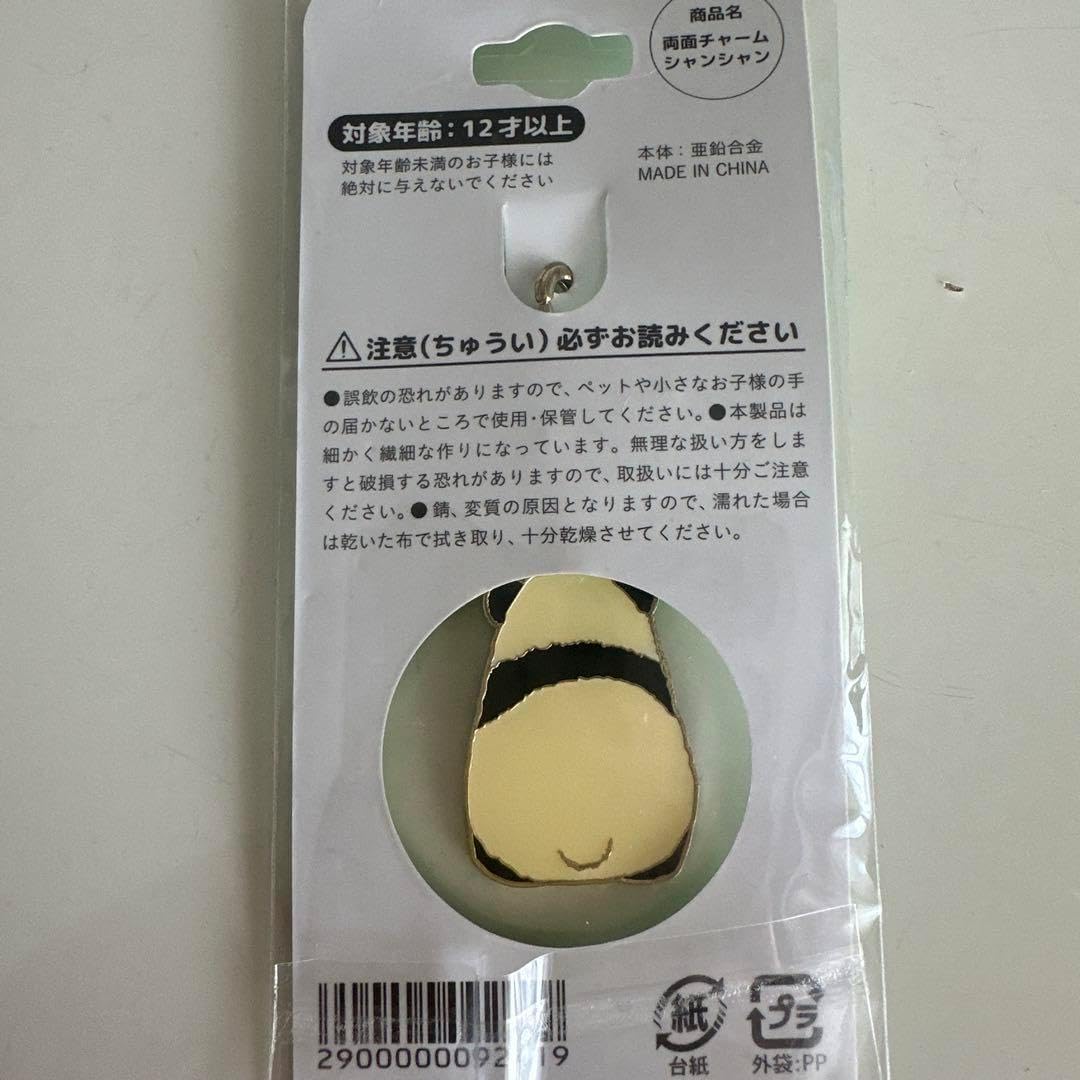 商品名
両面チャーム
シャンシャン
対象年齢：12才以上
対象年齢未満のお子様には
絶対に与えないでください
本体：亜鉛合金
MADE IN CHINA
注意(ちゅうい)必ずお読みください
●誤飲の恐れがありますので、ペットや小さなお子様の手
の届かないところで使用・保管してください。●本製品は
細かく繊細な作りになっています。無理な扱い方をしま
すと破損する恐れがありますので、取扱いには十分ご注意
ください。●錆、変質の原因となりますので、濡れた場合
は乾いた布で拭き取り、十分乾燥させてください。
紙
台紙
プラ
外袋:PP